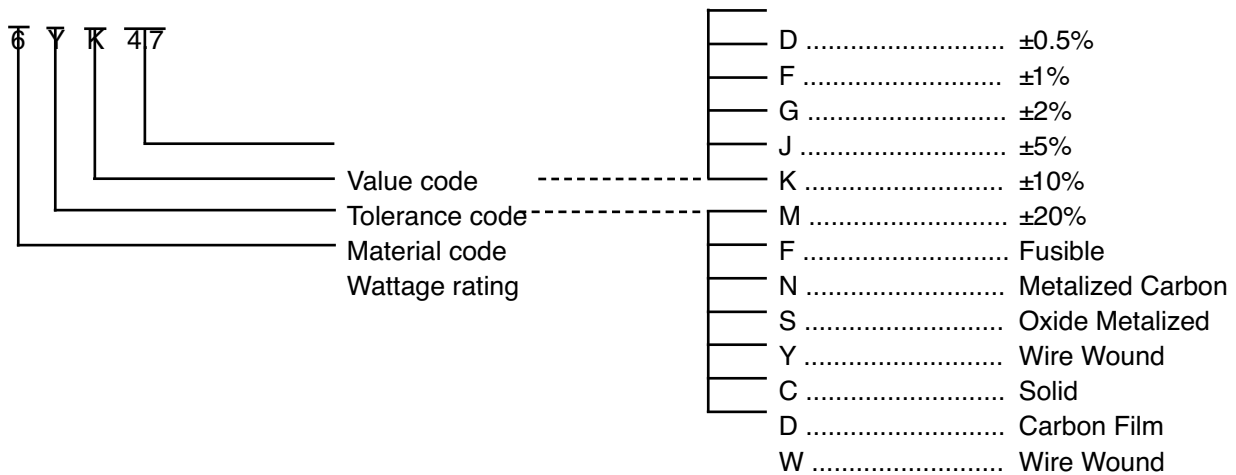 6 Y K 4.7
D ............................ ±0.5%
F ............................ ±1%
G ............................ ±2%
J ............................ ±5%
Value code
K ............................ ±10%
Tolerance code
M ............................ ±20%
Material code
F ............................ Fusible
Wattage rating
N ............................ Metalized Carbon
S ............................ Oxide Metalized
Y ............................ Wire Wound
C ............................ Solid
D ............................ Carbon Film
W ............................ Wire Wound